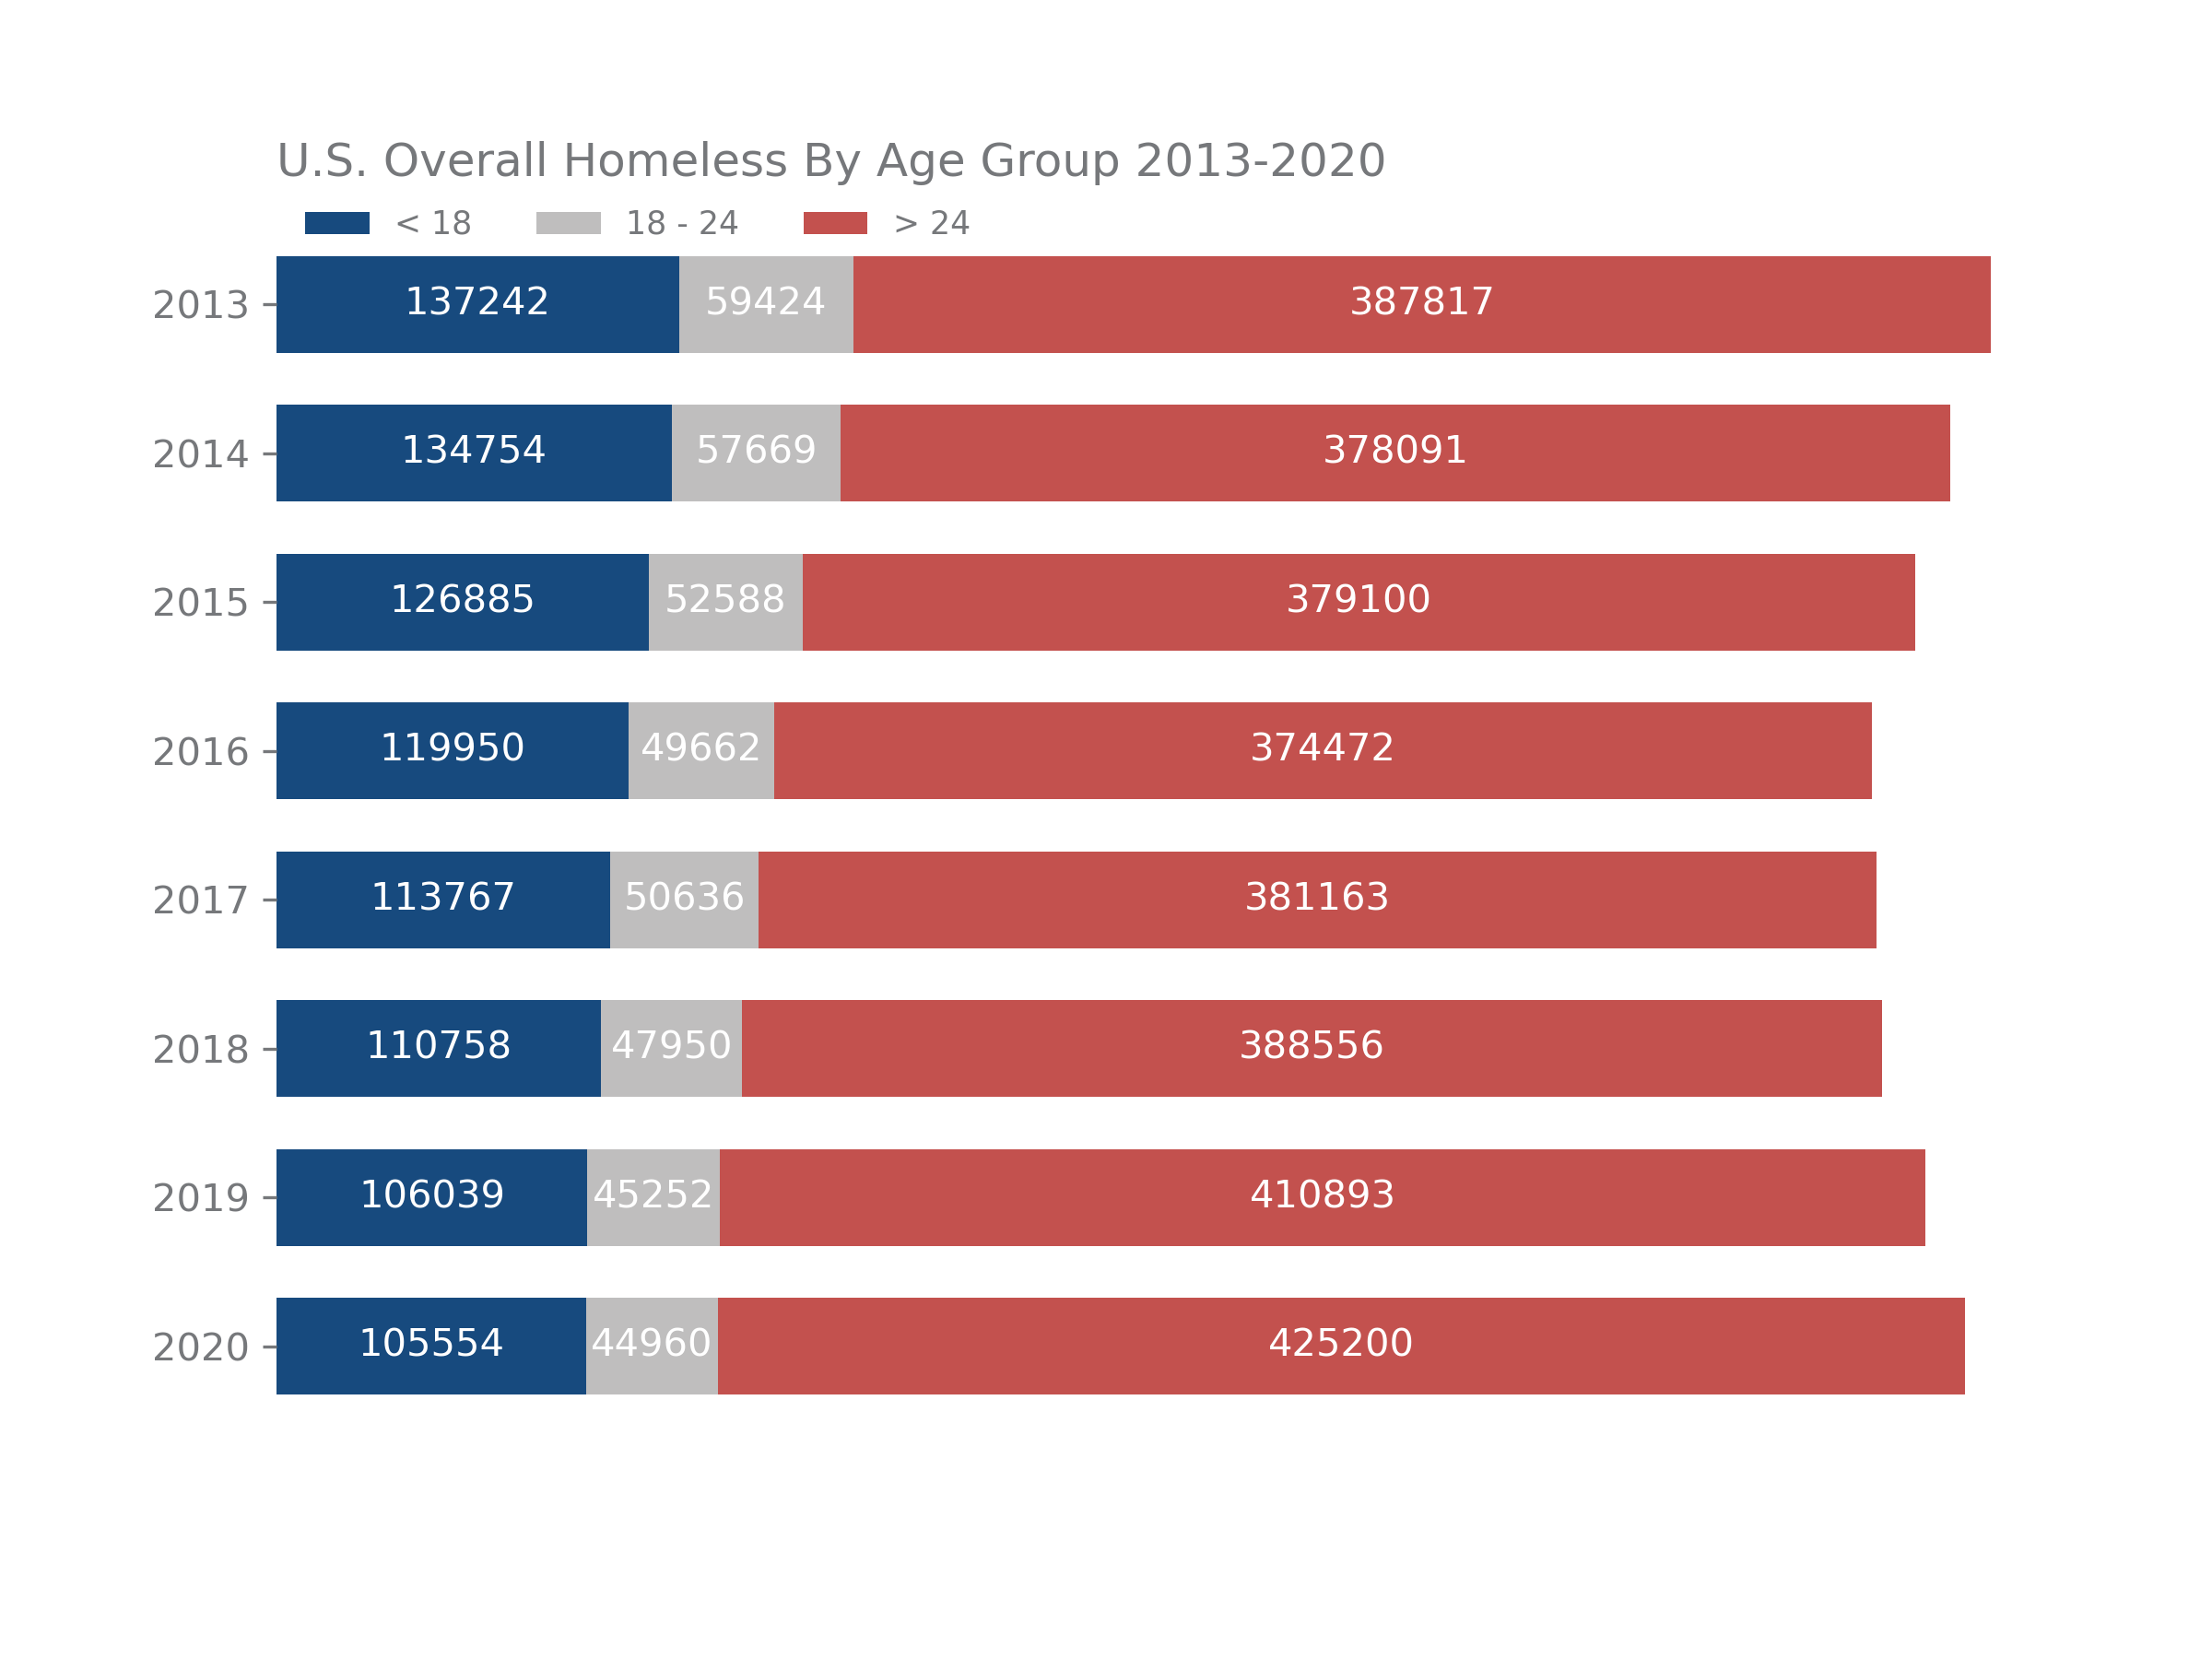 U.S. Overall Homeless By Age Group 2013-2020
< 18 18 - 24 > 24
2013 137242 59424 387817
2014 134754 57669 378091
2015 126885 52588 379100
2016 119950 49662 374472
2017 113767 50636 381163
2018 110758 47950 388556
2019 106039 45252 410893
2020 105554 44960 425200